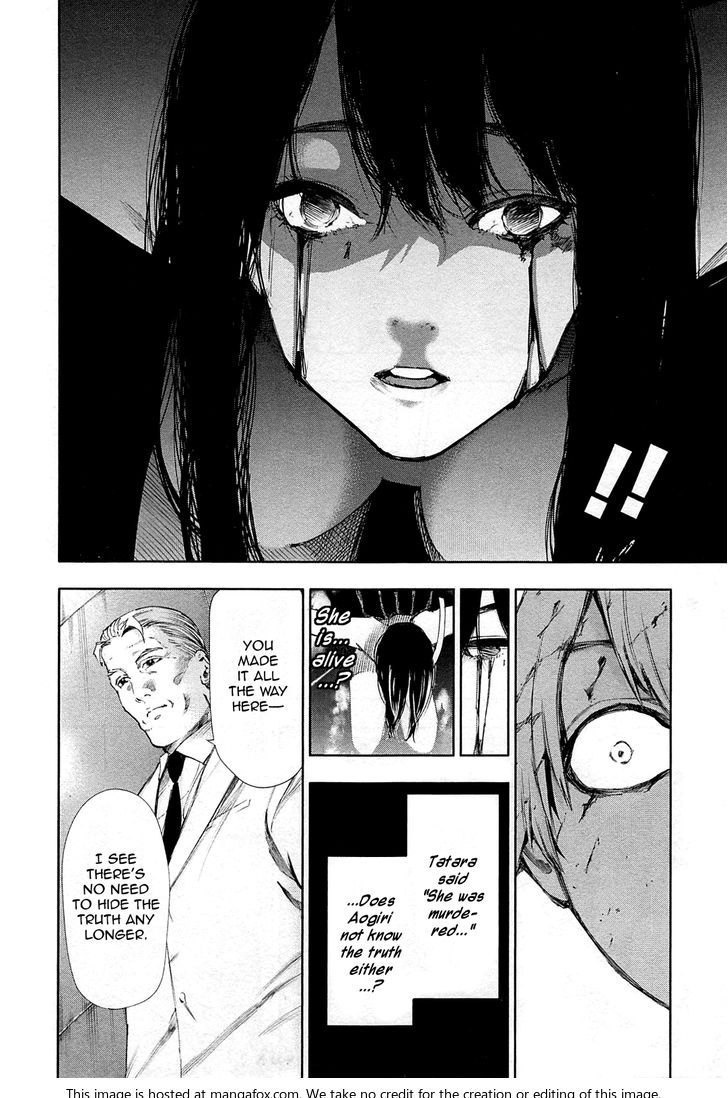 !!
She
is...
alive
...?
Tatara
said
"She was
murde-
red..."
...Does
Aogiri
not know
the truth
either
...?
YOU
MADE
IT ALL
THE WAY
HERE—
I SEE
THERE'S
NO NEED
TO HIDE THE
TRUTH ANY
LONGER.
This image is hosted at mangafox.com. We take no credit for the creation or editing of this image.